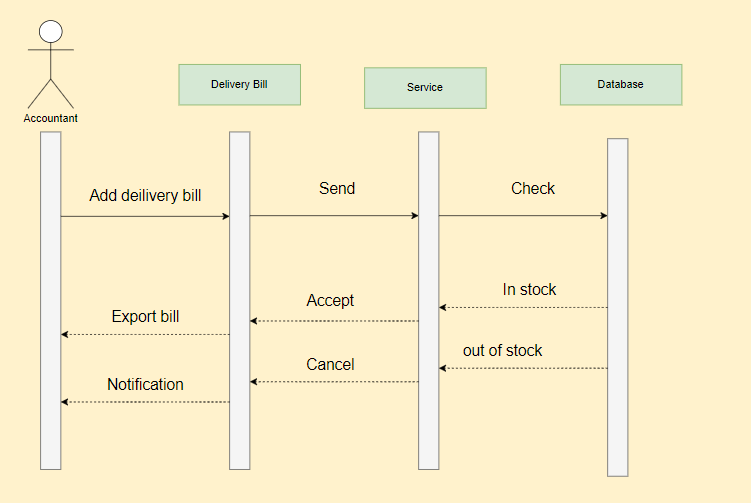 Accountant
Delivery Bill
Service
Database
Add deilivery bill
Send
Check
In stock
Accept
Export bill
out of stock
Cancel
Notification